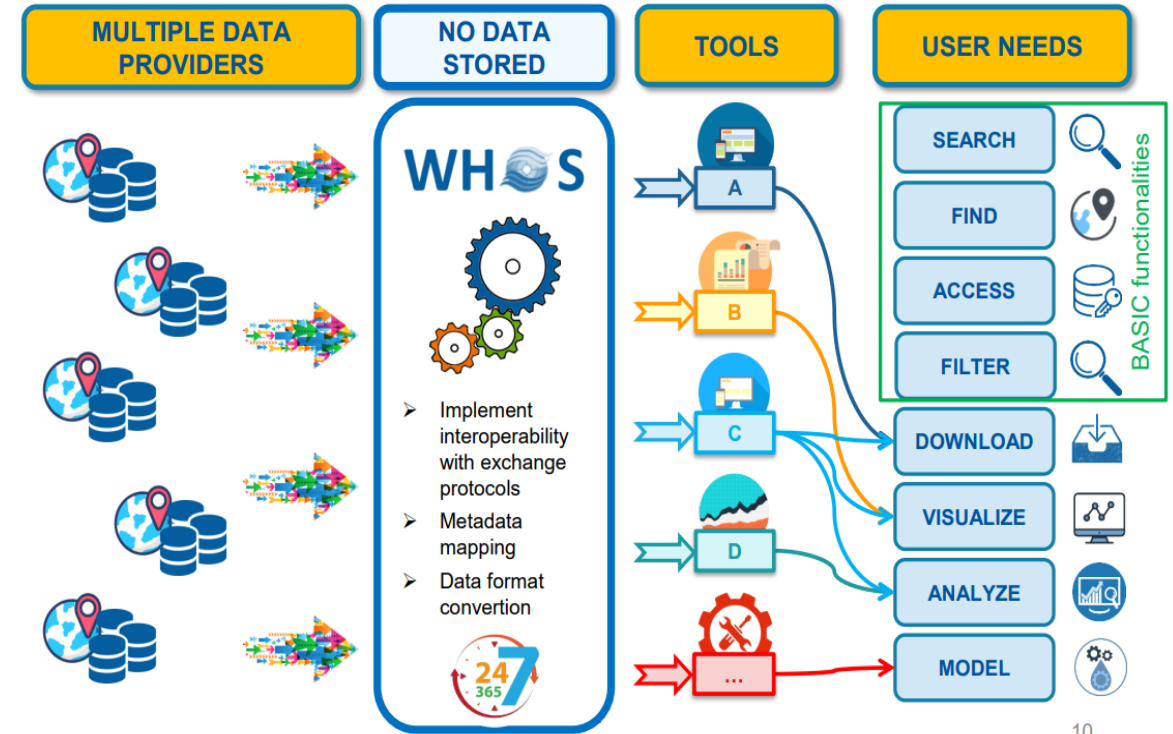 MULTIPLE DATA
PROVIDERS
NO DATA
STORED
TOOLS
USER NEEDS
WHOS
Implement
interoperability
with exchange
protocols
Metadada
mapping
Data format
convertion
24
7
365
A
B
C
D
...
SEARCH
FIND
ACCESS
FILTER
BASIC functionalities
DOWNLOAD
VISUALIZE
ANALYZE
MODEL
10